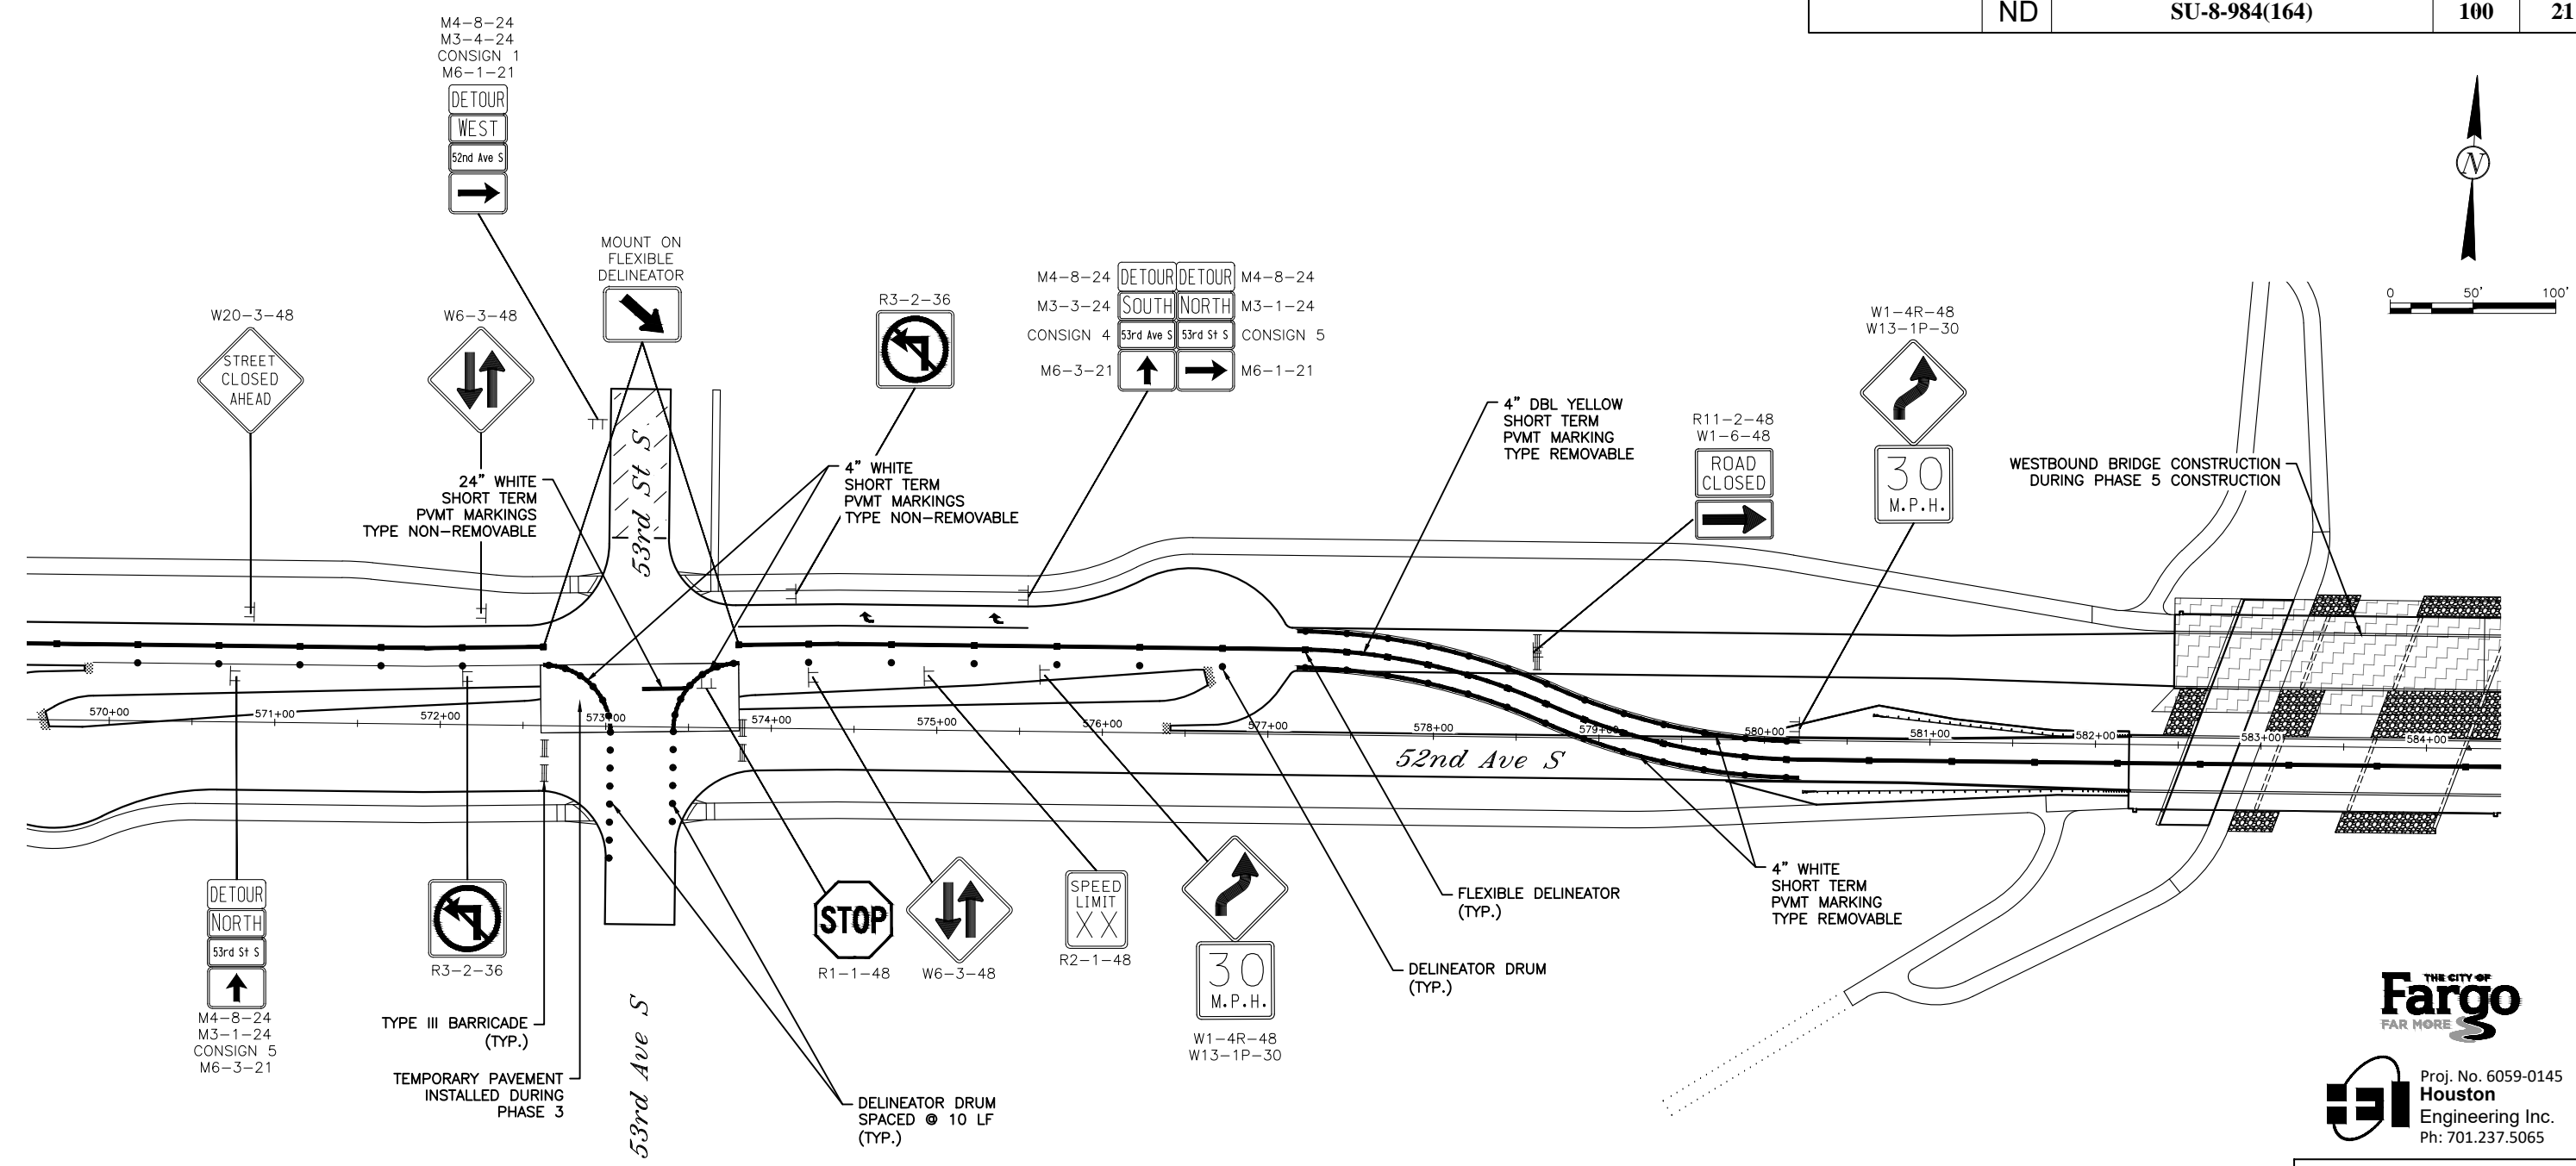 ND SU-8-984(164) 100 21
M4-8-24
M3-4-24
CONSIGN 1
M6-1-21
DETOUR
WEST
52nd Ave S
MOUNT ON
FLEXIBLE
DELINEATOR
W20-3-48
STREET
CLOSED
AHEAD
W6-3-48
R3-2-36
M4-8-24 DETOUR DETOUR M4-8-24
M3-3-24 SOUTH NORTH M3-1-24
CONSIGN 4 53rd Ave S 53rd St S CONSIGN 5
M6-3-21 M6-1-21
N
0 50' 100'
W1-4R-48
W13-1P-30
30
M.P.H.
4" DBL YELLOW
SHORT TERM
PVMT MARKING
TYPE REMOVABLE
R11-2-48
W1-6-48
ROAD
CLOSED
WESTBOUND BRIDGE CONSTRUCTION
DURING PHASE 5 CONSTRUCTION
24" WHITE
SHORT TERM
PVMT MARKINGS
TYPE NON-REMOVABLE
53rd St S
4" WHITE
SHORT TERM
PVMT MARKINGS
TYPE NON-REMOVABLE
570+00 571+00 572+00 573+00 574+00 575+00 576+00 577+00 578+00 579+00 580+00 581+00 582+00 583+00 584+00
52nd Ave S
DETOUR
NORTH
53rd St S
M4-8-24
M3-1-24
CONSIGN 5
M6-3-21
R3-2-36
TYPE III BARRICADE
(TYP.)
TEMPORARY PAVEMENT
INSTALLED DURING
PHASE 3
53rd Ave S
STOP
R1-1-48
W6-3-48
SPEED
LIMIT
XX
R2-1-48
30
M.P.H.
W1-4R-48
W13-1P-30
DELINEATOR DRUM
SPACED @ 10 LF
(TYP.)
FLEXIBLE DELINEATOR
(TYP.)
DELINEATOR DRUM
(TYP.)
4" WHITE
SHORT TERM
PVMT MARKING
TYPE REMOVABLE
THE CITY OF
Fargo
FAR MORE
Proj. No. 6059-0145
Houston
Engineering Inc.
Ph: 701.237.5065